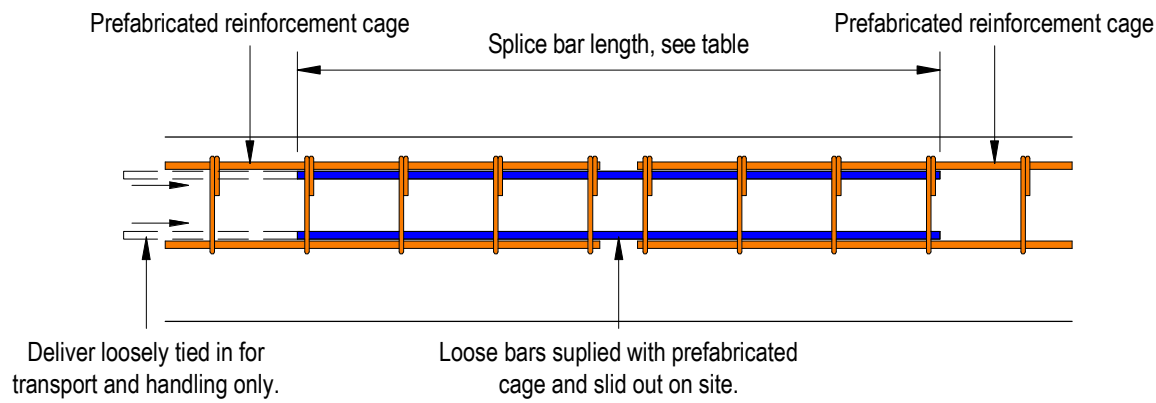 Prefabricated reinforcement cage
Splice bar length, see table
Prefabricated reinforcement cage
Deliver loosely tied in for
transport and handling only.
Loose bars suplied with prefabricated
cage and slid out on site.